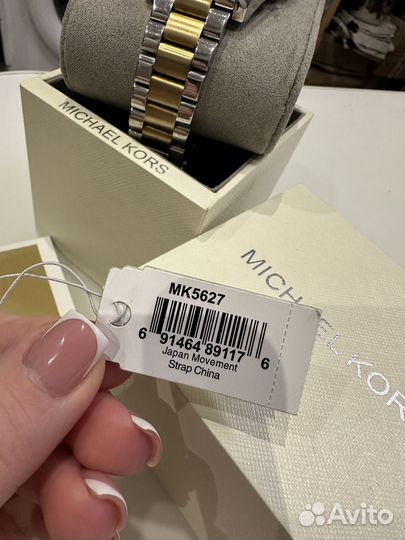 MICHAEL KORS
MICHAEL KORS
MK5627
6 91464 89117 6
Japan Movement
Strap China
Avito